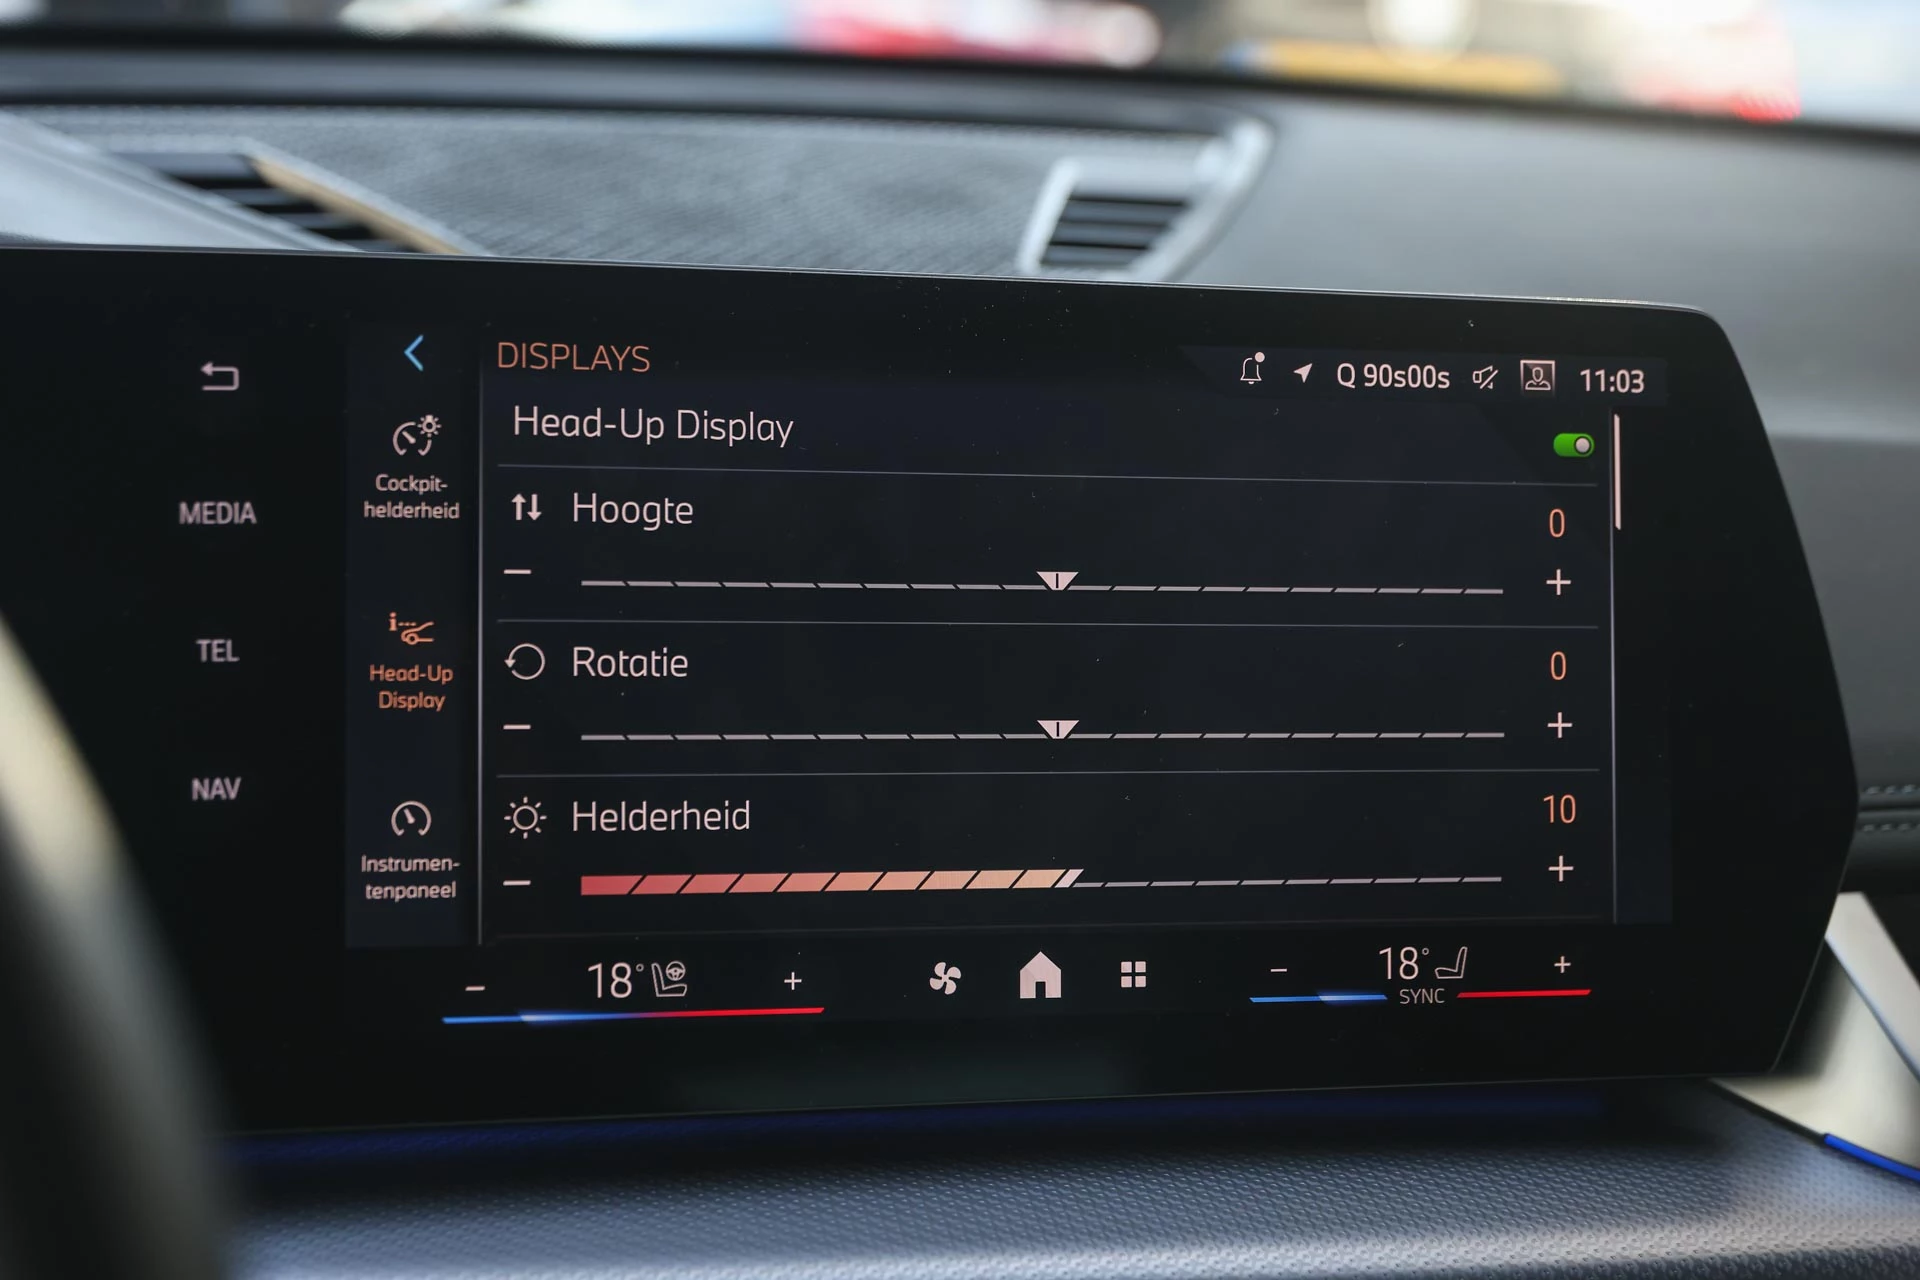 DISPLAYS
Q 90s00s
11:03
Head-Up Display
Hoogte
0
Rotatie
0
Helderheid
10
MEDIA
TEL
NAV
Cockpit-
helderheid
i
Head-Up
Display
Instrumen-
tenpaneel
18°
18°
SYNC